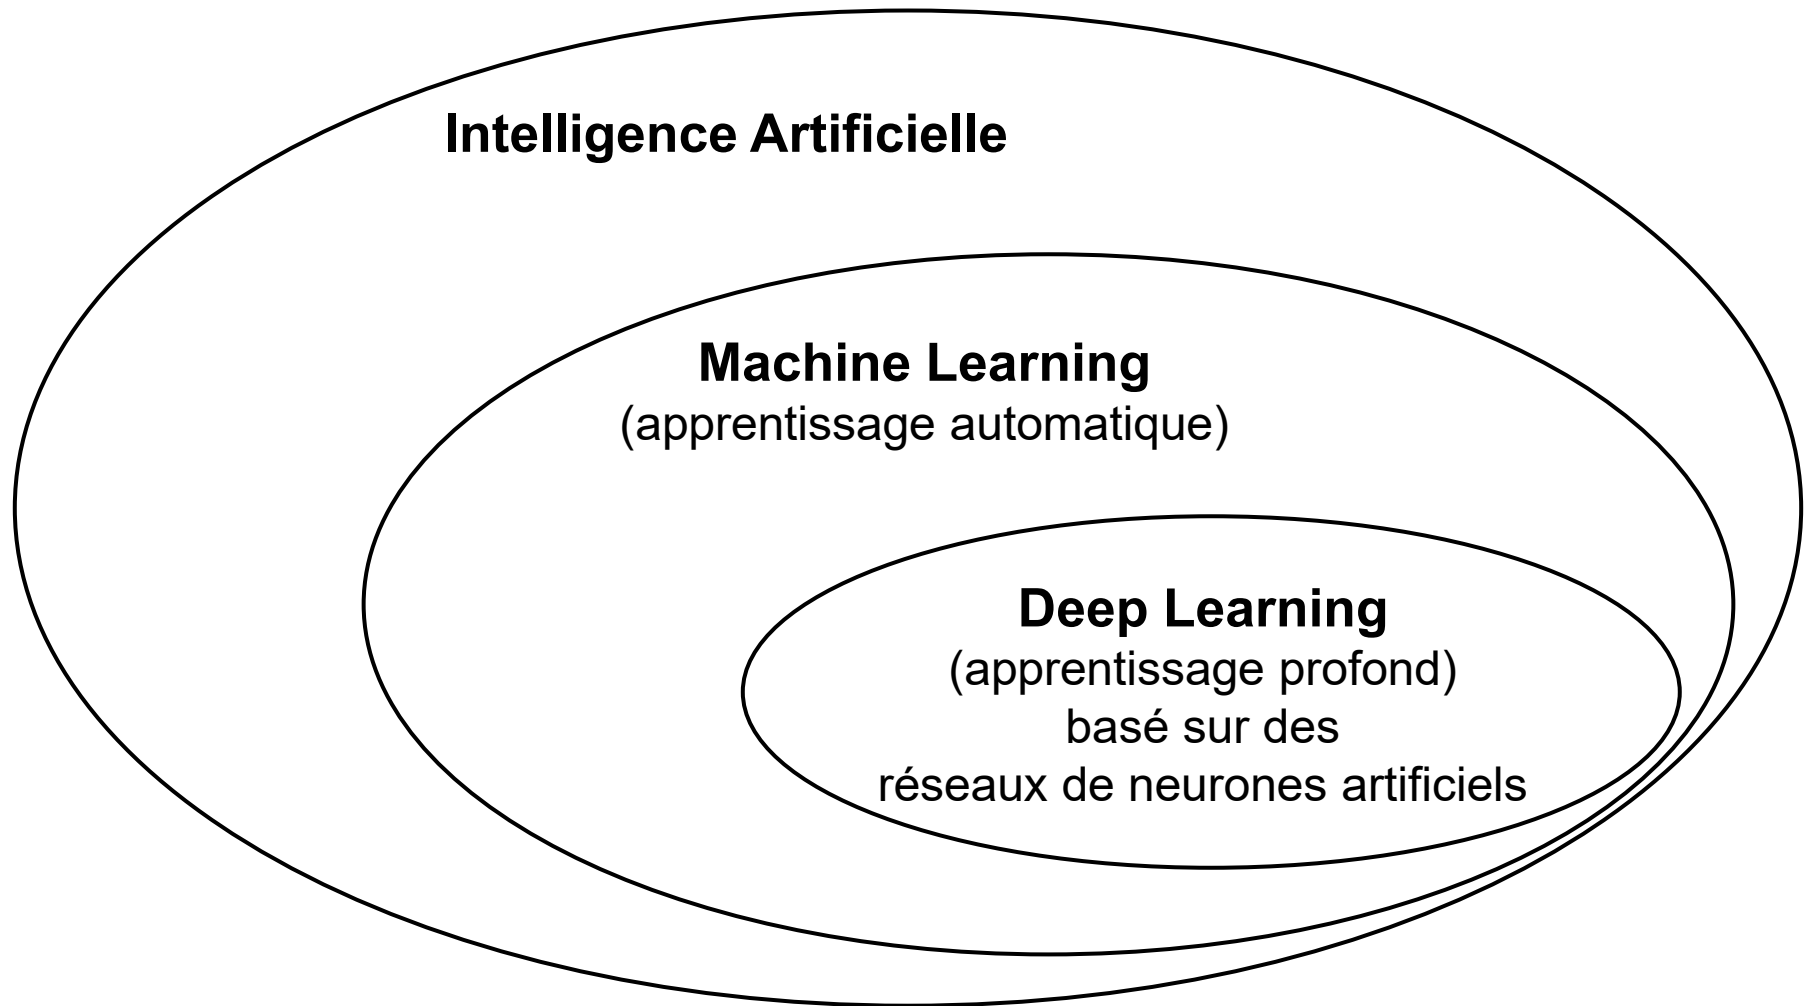 Intelligence Artificielle
Machine Learning
(apprentissage automatique)
Deep Learning
(apprentissage profond)
basé sur des
réseaux de neurones artificiels